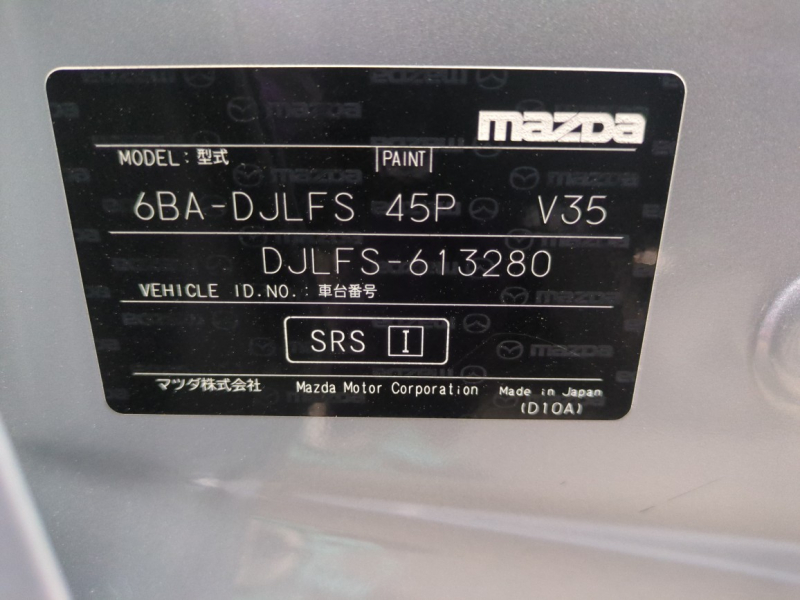 mazda
MODEL: 型式 PAINT
6BA-DJLFS 45P V35
DJLFS-613280
VEHICLE ID.NO.: 車台番号
SRS I
マツダ株式会社 Mazda Motor Corporation Made in Japan
(D10A)